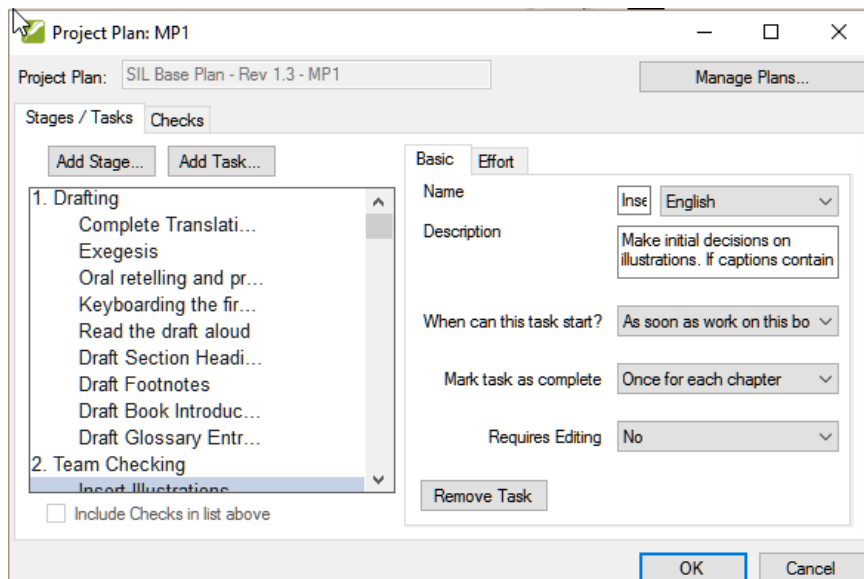 Project Plan: MP1
Project Plan: SIL Base Plan - Rev 1.3 - MP1 Manage Plans...
Stages / Tasks Checks
Add Stage... Add Task...
1. Drafting
Complete Translati...
Exegesis
Oral retelling and pr...
Keyboarding the fir...
Read the draft aloud
Draft Section Headi...
Draft Footnotes
Draft Book Introduc...
Draft Glossary Entr...
2. Team Checking
Insert Illustrations
Include Checks in list above
Basic Effort
Name Inse English
Description Make initial decisions on
illustrations. If captions contain
When can this task start? As soon as work on this bo
Mark task as complete Once for each chapter
Requires Editing No
Remove Task
OK Cancel